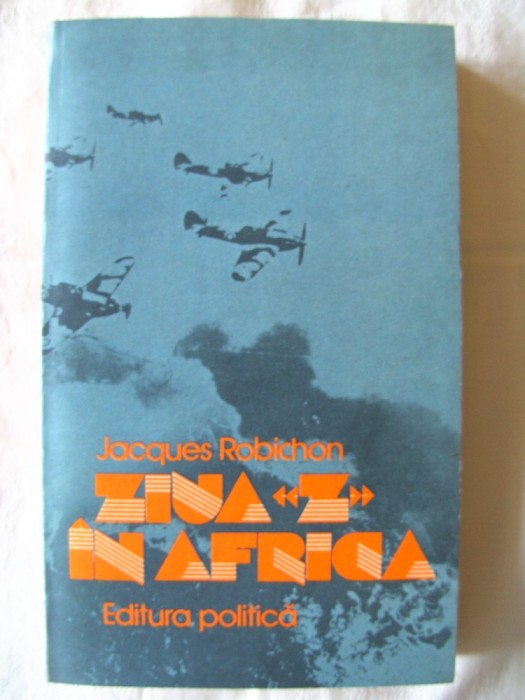 Jacques Robichon
ZIUA «Z»
ÎN AFRICA
Editura politică